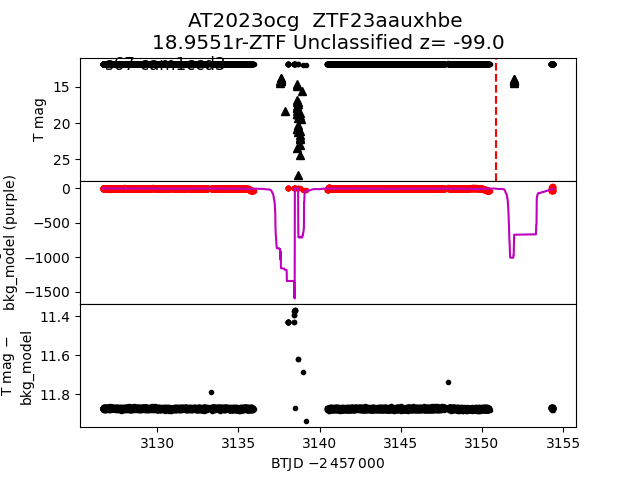 AT2023ocg  ZTF23aauxhbe
18.9551r-ZTF Unclassified z= -99.0
s67 cam1ccd3
T mag
15
20
25
bkg_model (purple)
0
−500
−1000
−1500
T mag −
bkg_model
11.4
11.6
11.8
3130
3135
3140
3145
3150
3155
BTJD −2 457 000